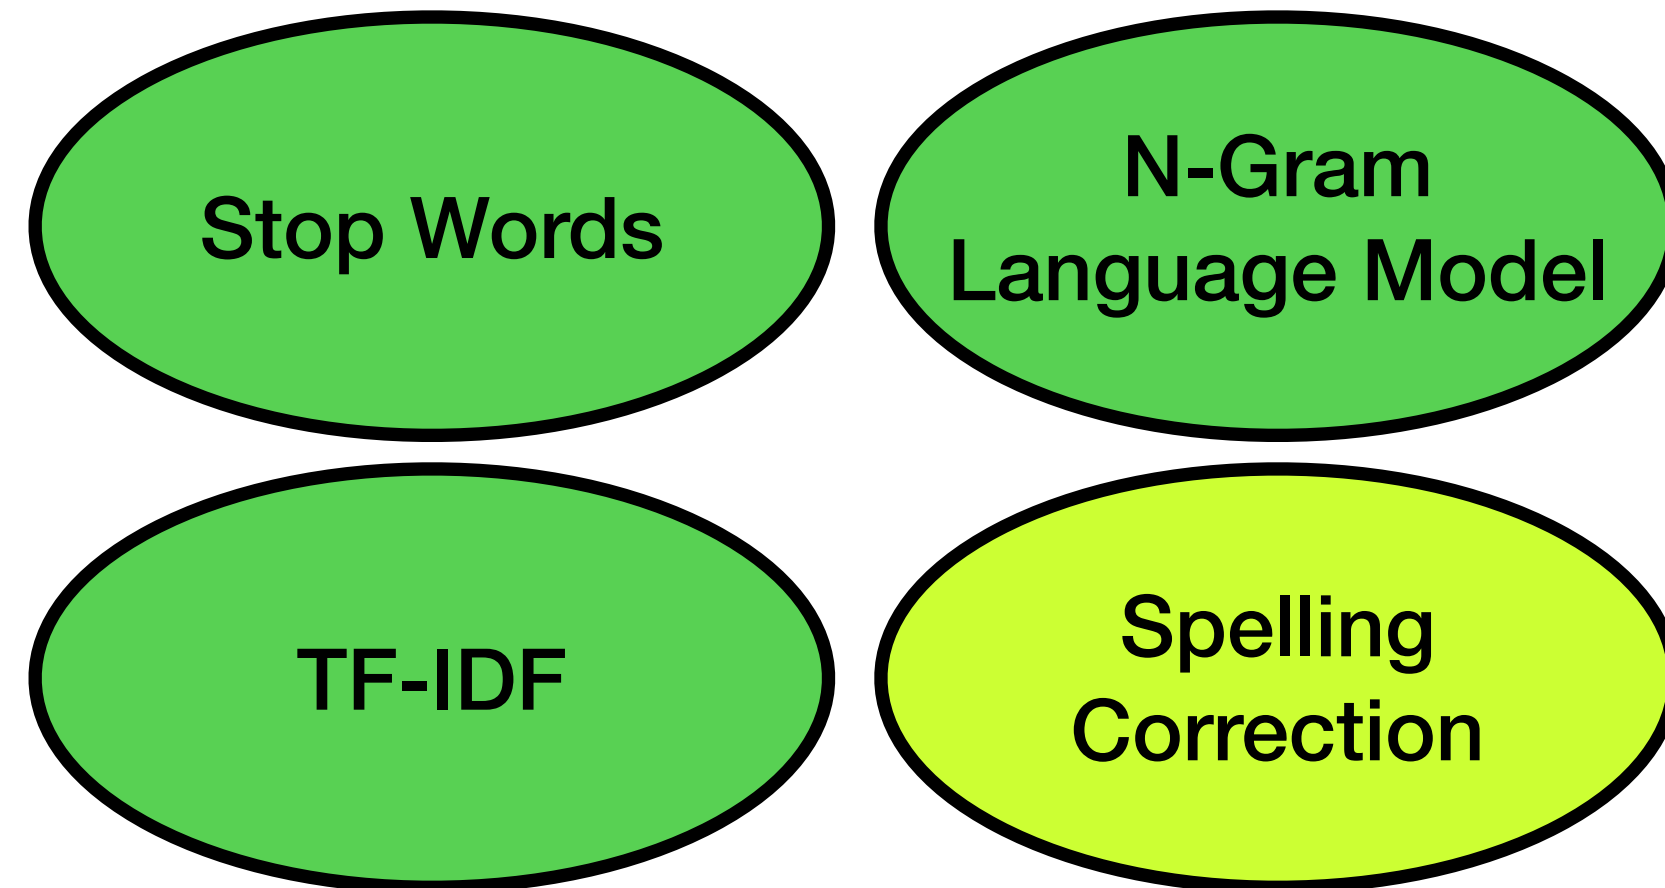 Stop Words
N-Gram
Language Model
TF-IDF
Spelling
Correction